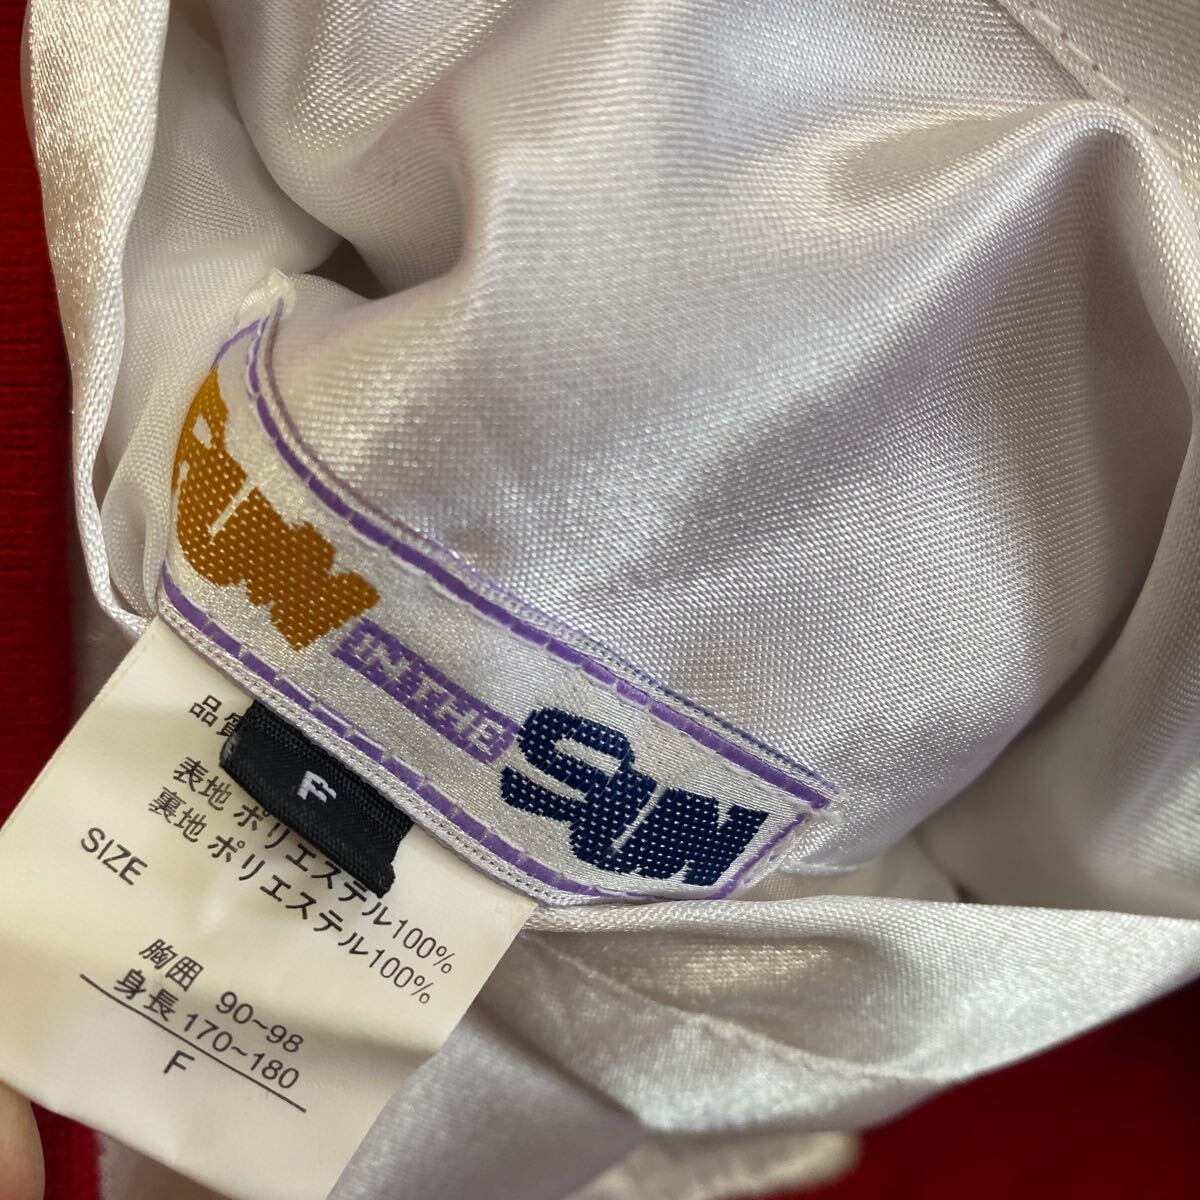 RUN
IN THE
SUN
F
品質
表地 ポリエステル100%
裏地 ポリエステル100%
SIZE
胸囲 90~98
身長 170~180
F